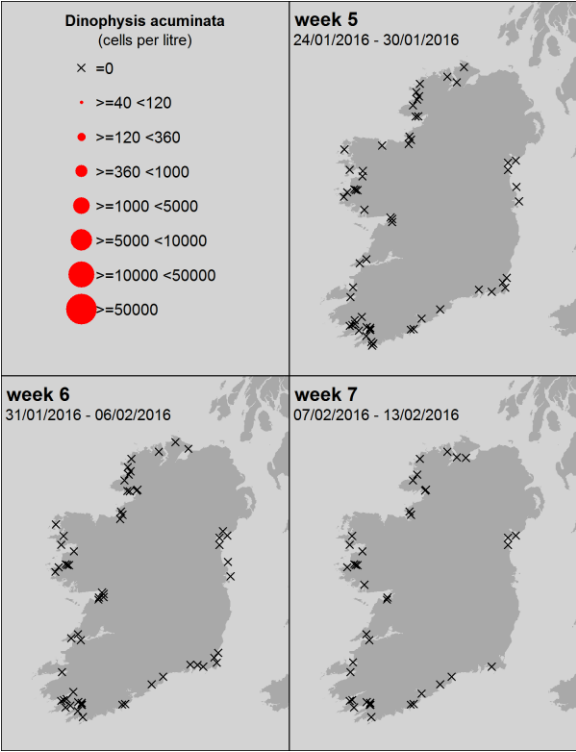 Dinophysis acuminata
(cells per litre)
=0
>=40 <120
>=120 <360
>=360 <1000
>=1000 <5000
>=5000 <10000
>=10000 <50000
>=50000
week 5
24/01/2016 - 30/01/2016
week 6
31/01/2016 - 06/02/2016
week 7
07/02/2016 - 13/02/2016